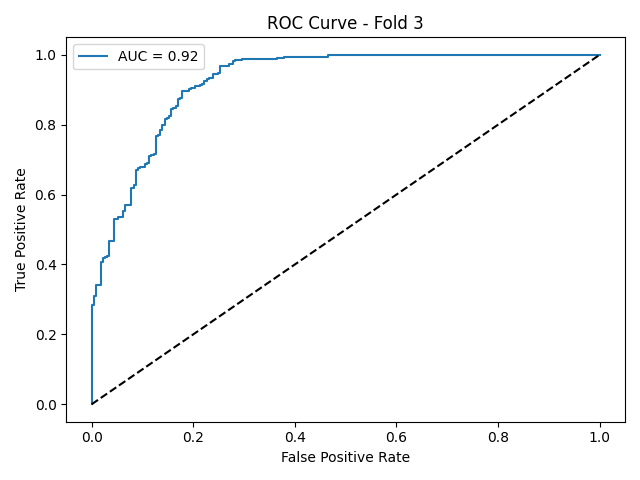 ROC Curve - Fold 3
AUC = 0.92
True Positive Rate
1.0
0.8
0.6
0.4
0.2
0.0
0.0 0.2 0.4 0.6 0.8 1.0
False Positive Rate